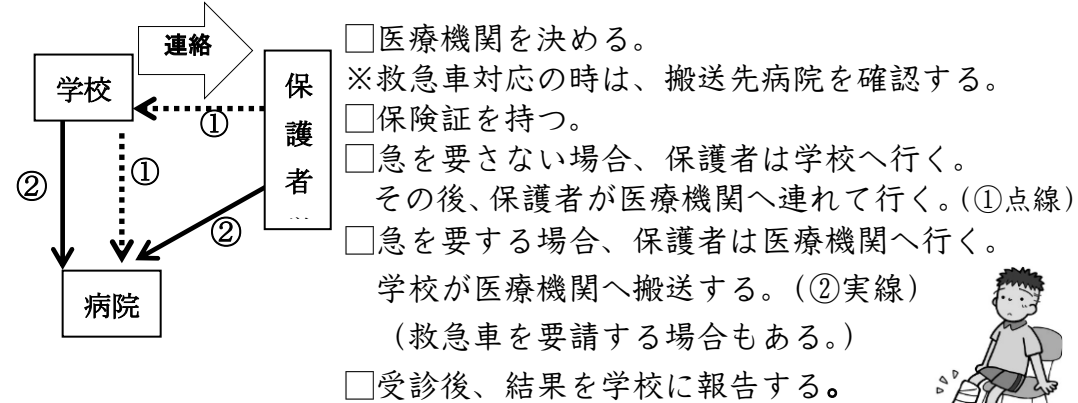 連絡
学校
保
護
者
①
①
②
②
病院
□医療機関を決める。
※救急車対応の時は、搬送先病院を確認する。
□保険証を持つ。
□急を要さない場合、保護者は学校へ行く。
その後、保護者が医療機関へ連れて行く。(①点線)
□急を要する場合、保護者は医療機関へ行く。
学校が医療機関へ搬送する。(②実線)
(救急車を要請する場合もある。)
□受診後、結果を学校に報告する。